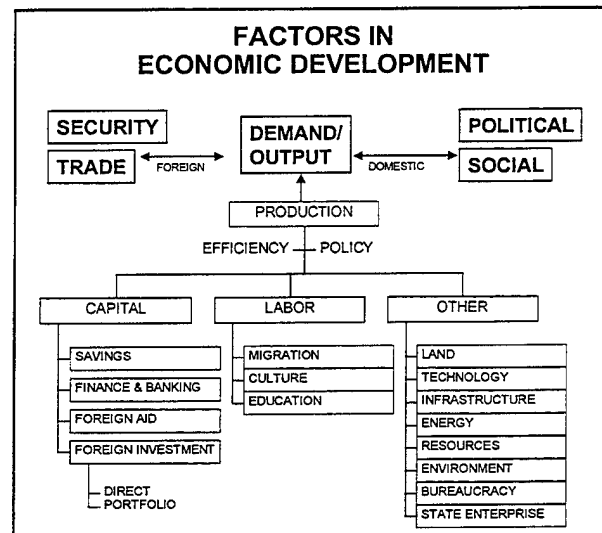 FACTORS IN
ECONOMIC DEVELOPMENT
SECURITY
TRADE
FOREIGN
DEMAND/
OUTPUT
DOMESTIC
POLITICAL
SOCIAL
PRODUCTION
EFFICIENCY
POLICY
CAPITAL
SAVINGS
FINANCE & BANKING
FOREIGN AID
FOREIGN INVESTMENT
DIRECT
PORTFOLIO
LABOR
MIGRATION
CULTURE
EDUCATION
OTHER
LAND
TECHNOLOGY
INFRASTRUCTURE
ENERGY
RESOURCES
ENVIRONMENT
BUREAUCRACY
STATE ENTERPRISE